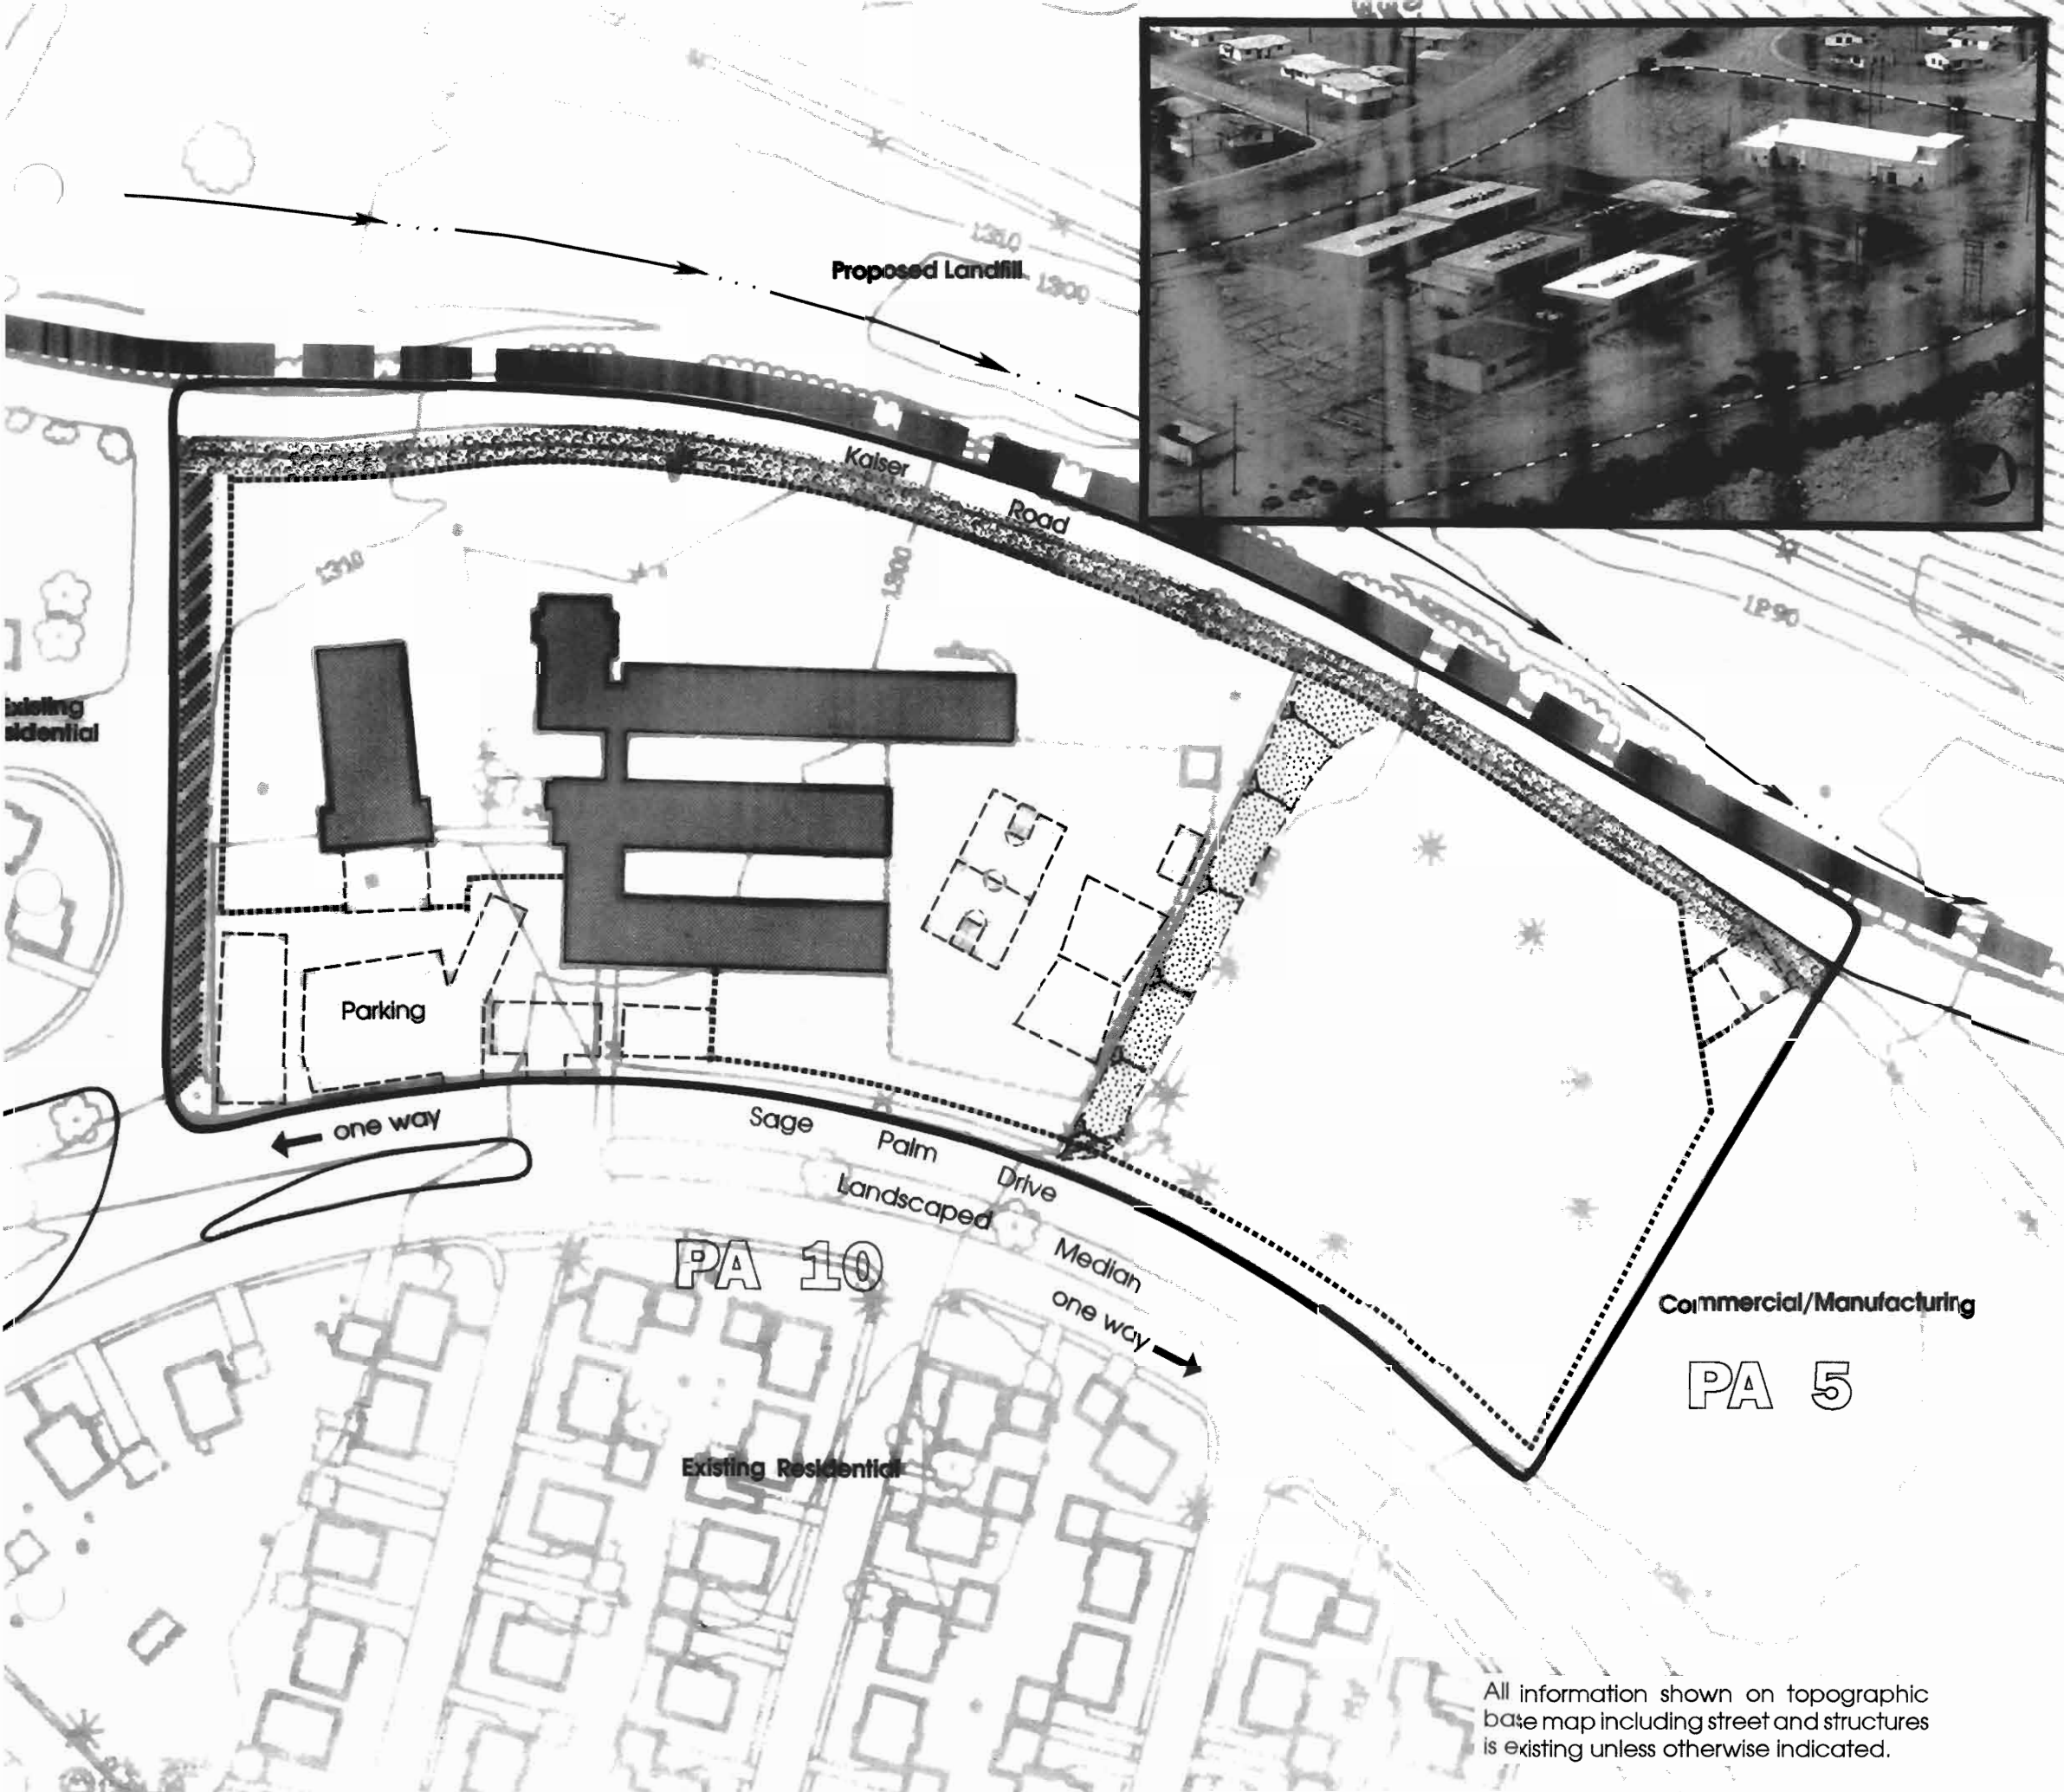 1310
Proposed Landfill
1300
Kaiser
Road
1310
1300
1290
Existing
Residential
Parking
one way
Sage Palm Drive
Landscaped Median
one way
PA 10
Commercial/Manufacturing
PA 5
Existing Residential
All information shown on topographic
base map including street and structures
is existing unless otherwise indicated.